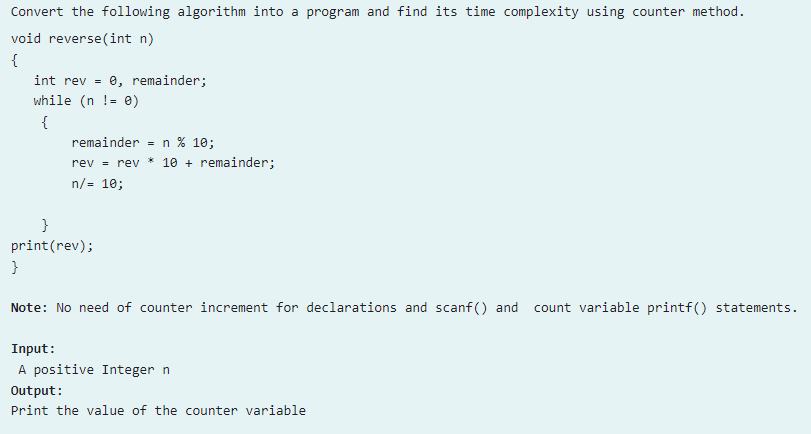 Convert the following algorithm into a program and find its time complexity using counter method.
void reverse(int n)
{
int rev = 0, remainder;
while (n != 0)
{
remainder = n % 10;
rev = rev * 10 + remainder;
n/= 10;
}
print(rev);
}
Note: No need of counter increment for declarations and scanf() and count variable printf() statements.
Input:
A positive Integer n
Output:
Print the value of the counter variable